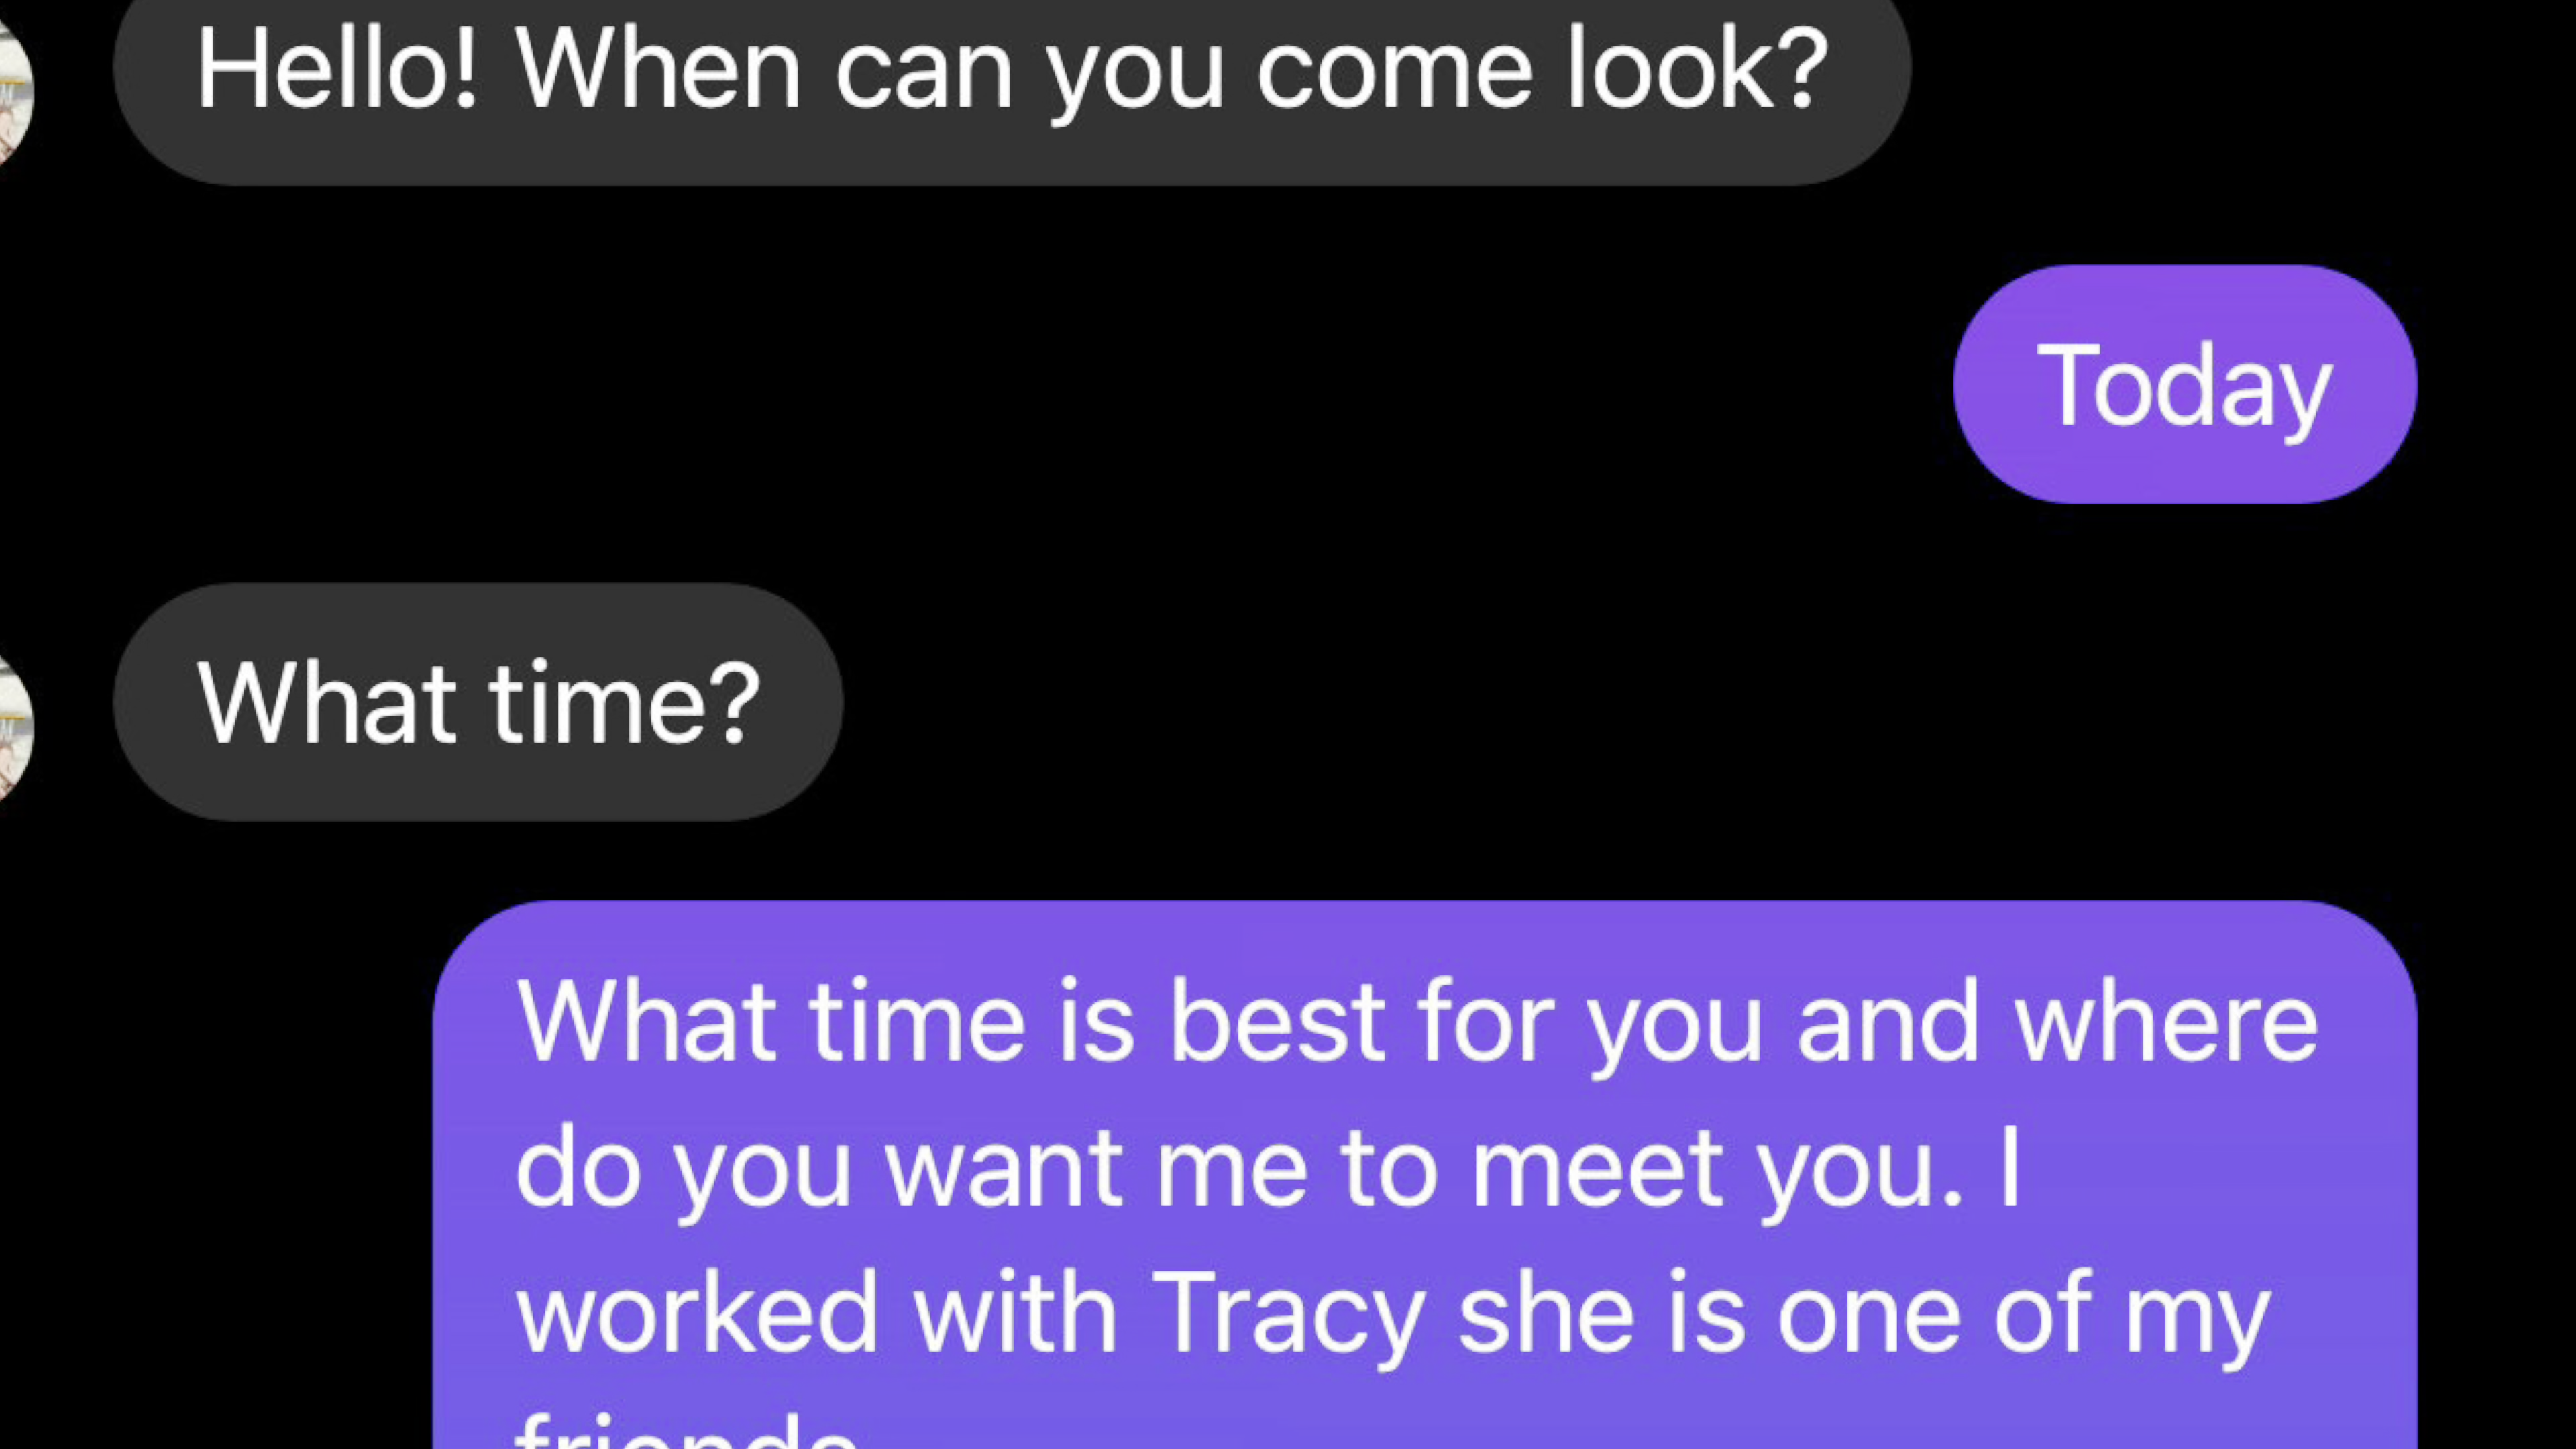 Hello! When can you come look?
Today
What time?
What time is best for you and where
do you want me to meet you. I
worked with Tracy she is one of my
friends